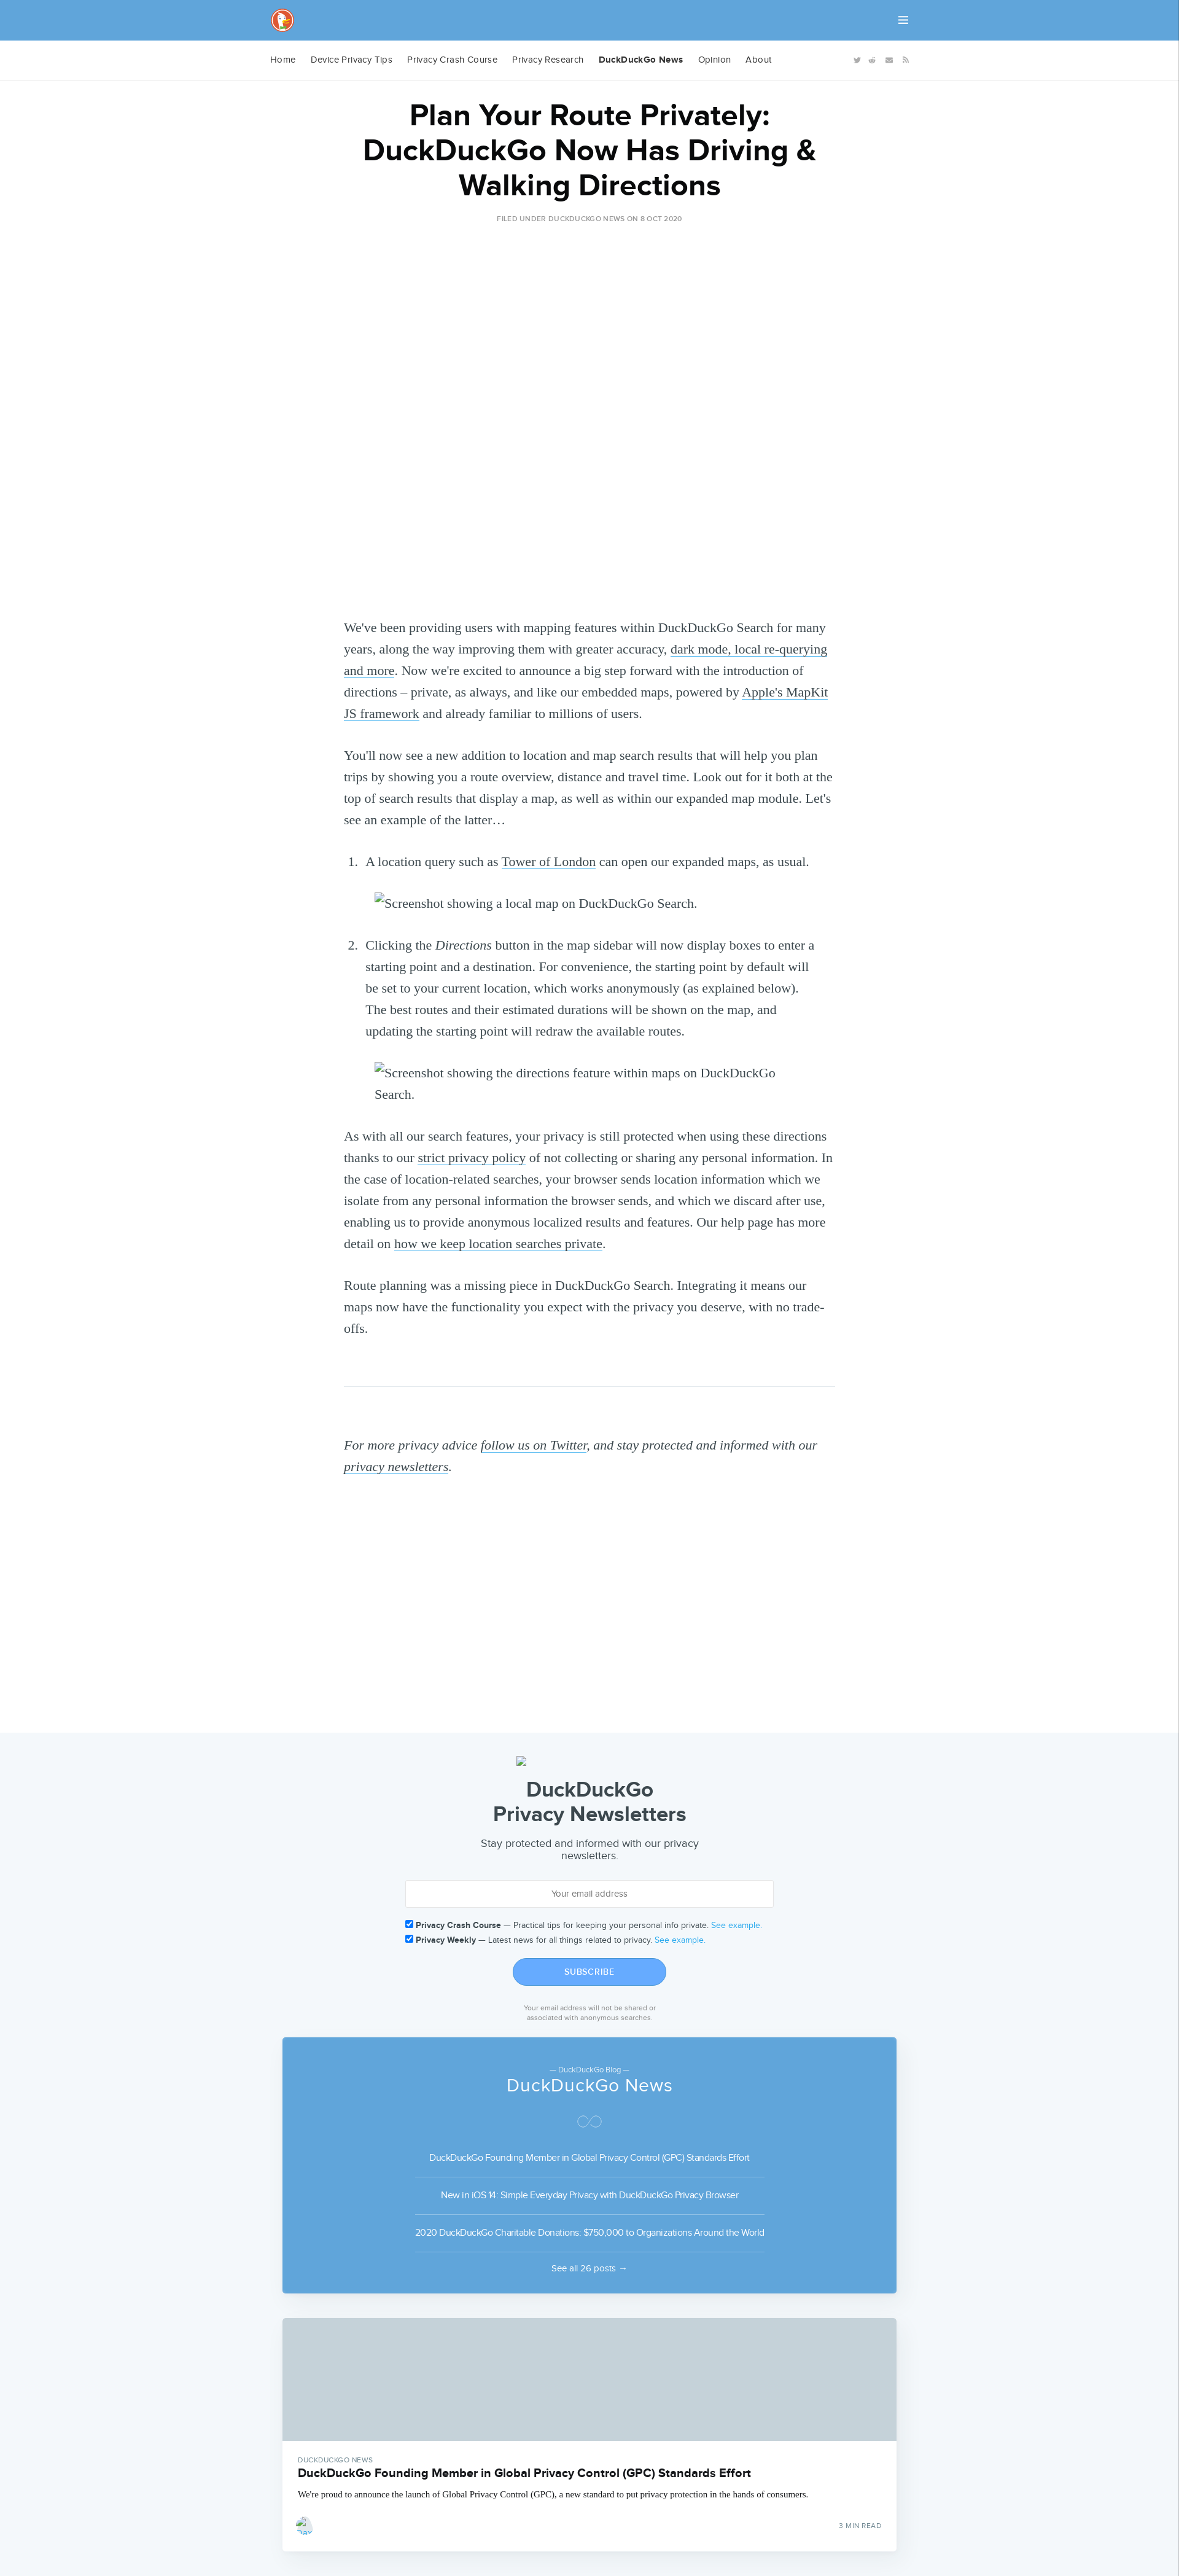 Home Device Privacy Tips Privacy Crash Course Privacy Research DuckDuckGo News Opinion About
Plan Your Route Privately:
DuckDuckGo Now Has Driving &
Walking Directions
FILED UNDER DUCKDUCKGO NEWS ON 8 OCT 2020
We've been providing users with mapping features within DuckDuckGo Search for many
years, along the way improving them with greater accuracy, dark mode, local re-querying
and more. Now we're excited to announce a big step forward with the introduction of
directions – private, as always, and like our embedded maps, powered by Apple's MapKit
JS framework and already familiar to millions of users.
You'll now see a new addition to location and map search results that will help you plan
trips by showing you a route overview, distance and travel time. Look out for it both at the
top of search results that display a map, as well as within our expanded map module. Let's
see an example of the latter…
1. A location query such as Tower of London can open our expanded maps, as usual.
Screenshot showing a local map on DuckDuckGo Search.
2. Clicking the Directions button in the map sidebar will now display boxes to enter a
starting point and a destination. For convenience, the starting point by default will
be set to your current location, which works anonymously (as explained below).
The best routes and their estimated durations will be shown on the map, and
updating the starting point will redraw the available routes.
Screenshot showing the directions feature within maps on DuckDuckGo
Search.
As with all our search features, your privacy is still protected when using these directions
thanks to our strict privacy policy of not collecting or sharing any personal information. In
the case of location-related searches, your browser sends location information which we
isolate from any personal information the browser sends, and which we discard after use,
enabling us to provide anonymous localized results and features. Our help page has more
detail on how we keep location searches private.
Route planning was a missing piece in DuckDuckGo Search. Integrating it means our
maps now have the functionality you expect with the privacy you deserve, with no trade-
offs.
For more privacy advice follow us on Twitter, and stay protected and informed with our
privacy newsletters.
DuckDuckGo
Privacy Newsletters
Stay protected and informed with our privacy
newsletters.
Your email address
Privacy Crash Course — Practical tips for keeping your personal info private. See example.
Privacy Weekly — Latest news for all things related to privacy. See example.
SUBSCRIBE
Your email address will not be shared or
associated with anonymous searches.
— DuckDuckGo Blog —
DuckDuckGo News
DuckDuckGo Founding Member in Global Privacy Control (GPC) Standards Effort
New in iOS 14: Simple Everyday Privacy with DuckDuckGo Privacy Browser
2020 DuckDuckGo Charitable Donations: $750,000 to Organizations Around the World
See all 26 posts →
DUCKDUCKGO NEWS
DuckDuckGo Founding Member in Global Privacy Control (GPC) Standards Effort
We're proud to announce the launch of Global Privacy Control (GPC), a new standard to put privacy protection in the hands of consumers.
3 MIN READ